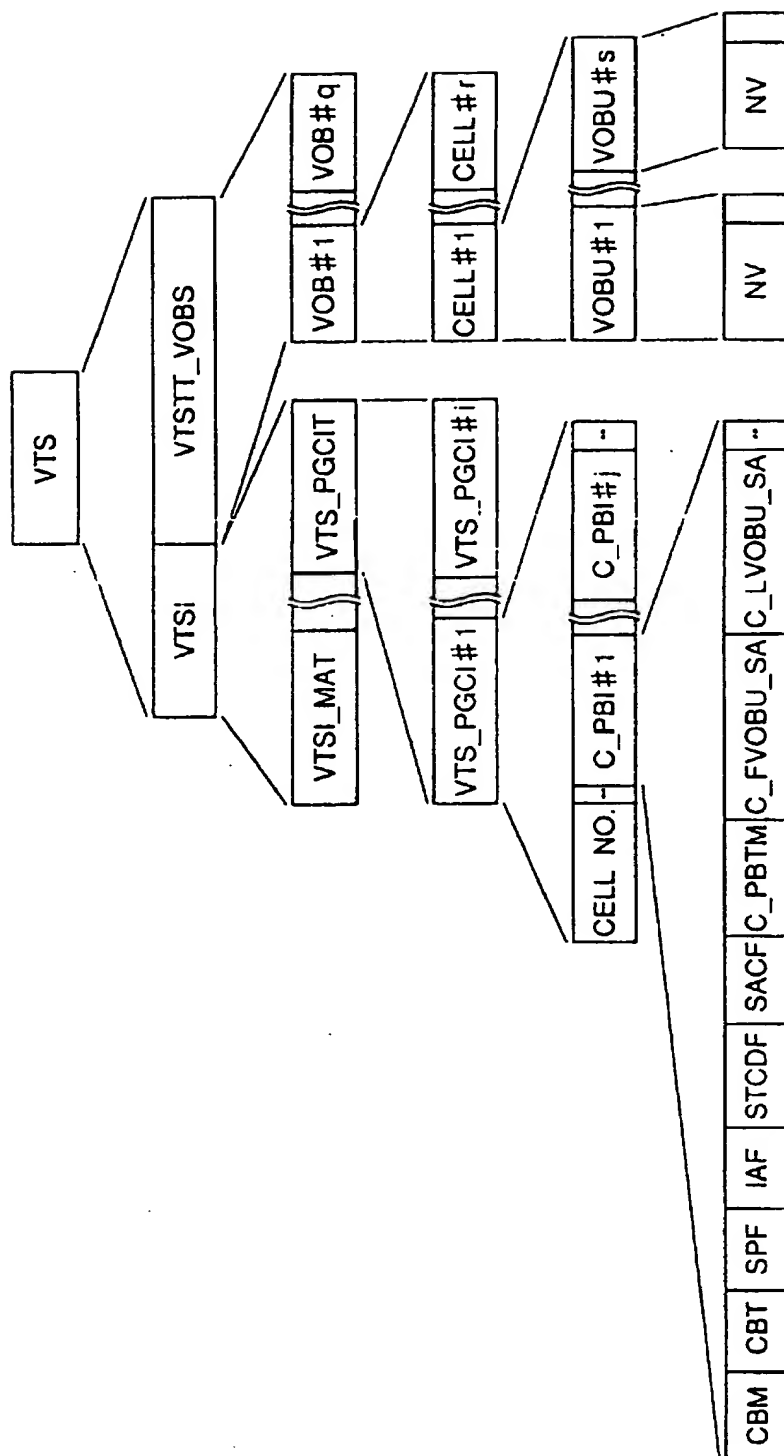 VTS
VTSI VTSTT_VOBS
VTSI_MAT VTS_PGCIT VOB#1 VOB#q
VTS_PGCI#1 VTS_PGCI#i CELL#1 CELL#r
CELL NO. -- C_PBI#1 C_PBI#j -- VOBU#1 VOBU#s
CBM CBT SPF IAF STCDF SACF C_PBTM C_FVOBU_SA C_LVOBU_SA -- NV NV